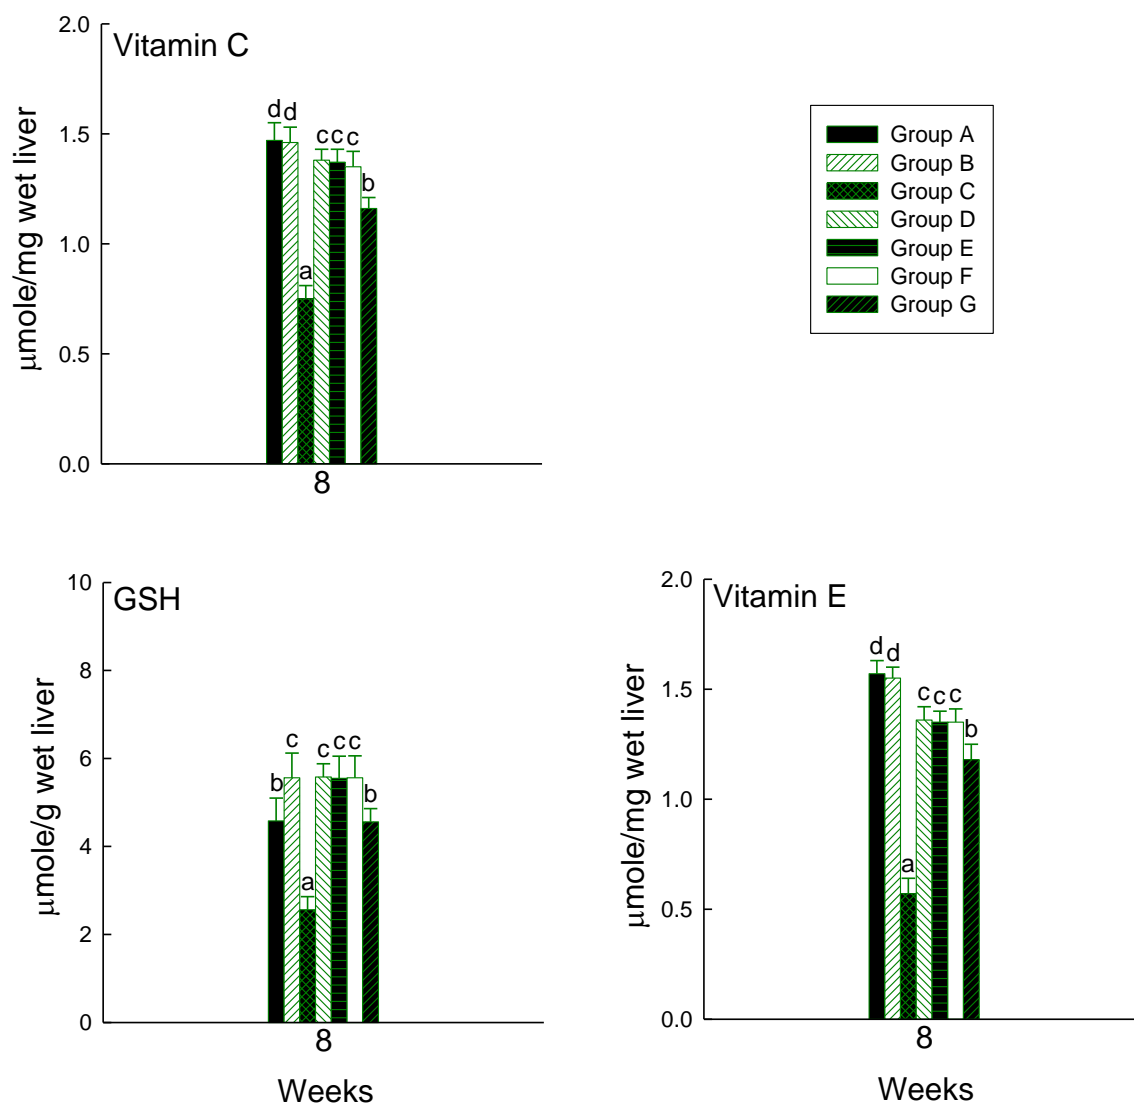 Vitamin C
μmole/mg wet liver
2.0
1.5
1.0
0.5
0.0
d d a c c c b
8
Group A
Group B
Group C
Group D
Group E
Group F
Group G
GSH
μmole/g wet liver
10
8
6
4
2
0
b c a c c c b
8
Weeks
Vitamin E
μmole/mg wet liver
2.0
1.5
1.0
0.5
0.0
d d a c c c b
8
Weeks